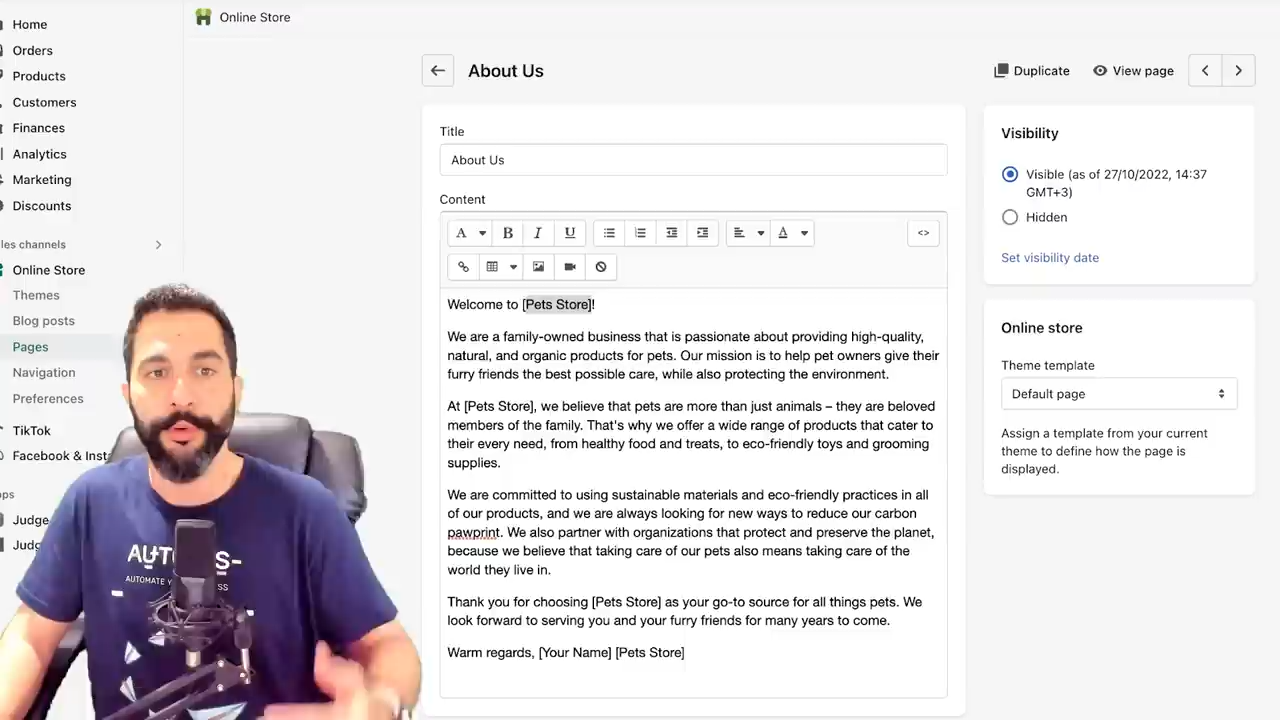 Home
Orders
Products
Customers
Finances
Analytics
Marketing
Discounts
les channels
Online Store
Themes
Blog posts
Pages
Navigation
Preferences
TikTok
Facebook & Insta
ps
Judge
Judg
Online Store
About Us
Duplicate
View page
Title
About Us
Content
A
B
I
U
A
<>
Welcome to [Pets Store]!
We are a family-owned business that is passionate about providing high-quality,
natural, and organic products for pets. Our mission is to help pet owners give their
furry friends the best possible care, while also protecting the environment.
At [Pets Store], we believe that pets are more than just animals – they are beloved
members of the family. That's why we offer a wide range of products that cater to
their every need, from healthy food and treats, to eco-friendly toys and grooming
supplies.
We are committed to using sustainable materials and eco-friendly practices in all
of our products, and we are always looking for new ways to reduce our carbon
pawprint. We also partner with organizations that protect and preserve the planet,
because we believe that taking care of our pets also means taking care of the
world they live in.
Thank you for choosing [Pets Store] as your go-to source for all things pets. We
look forward to serving you and your furry friends for many years to come.
Warm regards, [Your Name] [Pets Store]
Visibility
Visible (as of 27/10/2022, 14:37
GMT+3)
Hidden
Set visibility date
Online store
Theme template
Default page
Assign a template from your current
theme to define how the page is
displayed.